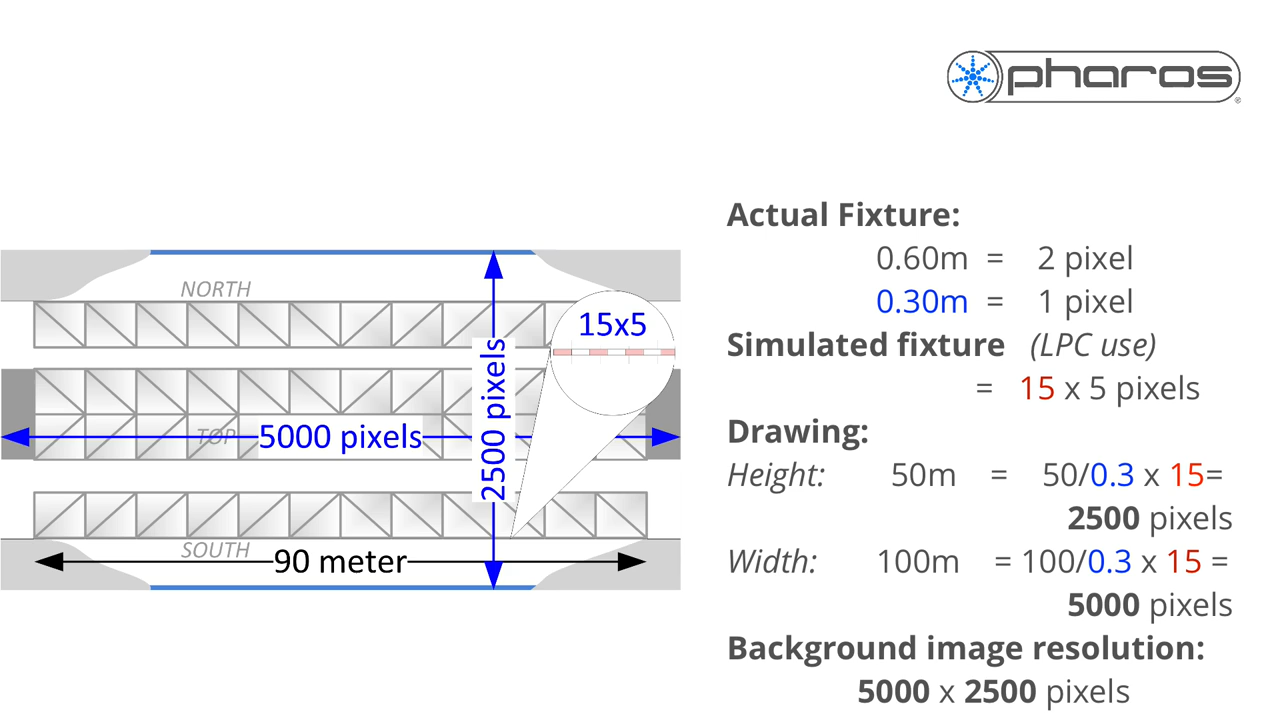 pharos®
NORTH
15x5
TOP
5000 pixels
2500 pixels
SOUTH
90 meter
Actual Fixture:
0.60m = 2 pixel
0.30m = 1 pixel
Simulated fixture (LPC use)
= 15 x 5 pixels
Drawing:
Height: 50m = 50/0.3 x 15=
2500 pixels
Width: 100m = 100/0.3 x 15 =
5000 pixels
Background image resolution:
5000 x 2500 pixels